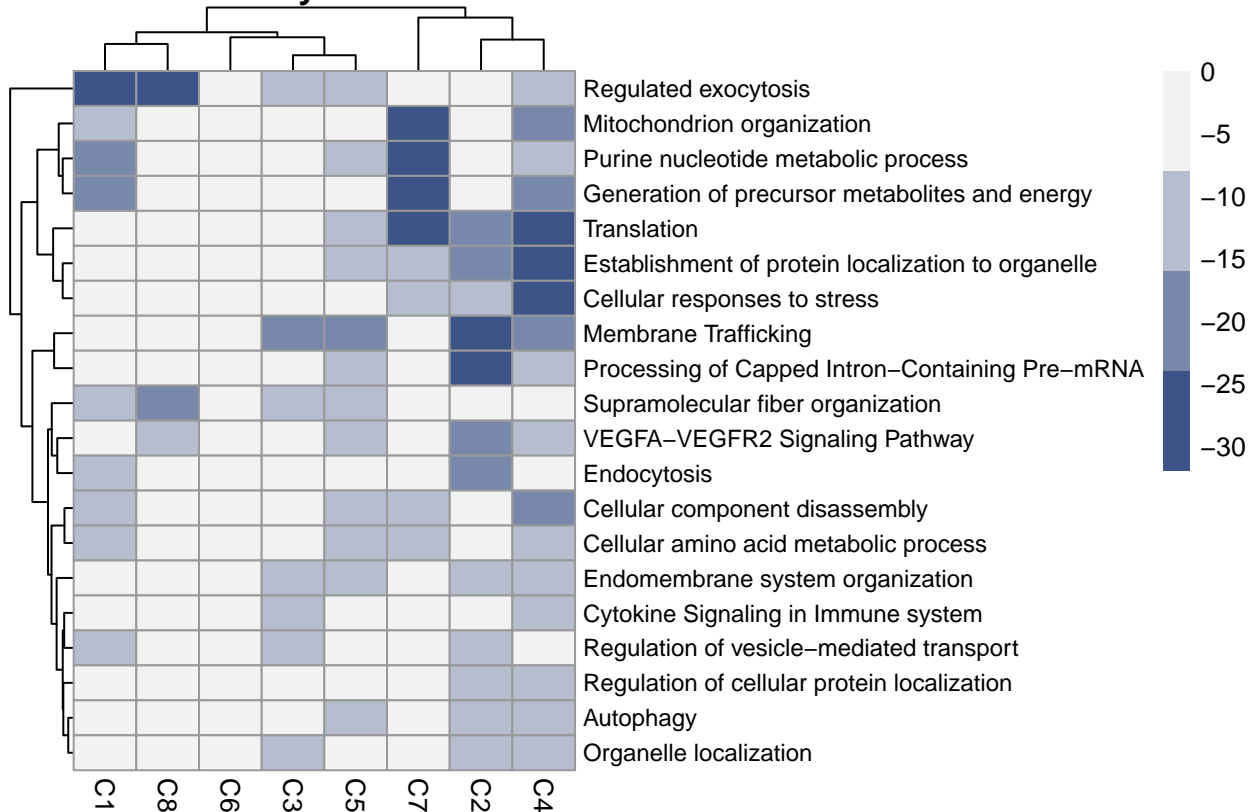 Regulated exocytosis
Mitochondrion organization
Purine nucleotide metabolic process
Generation of precursor metabolites and energy
Translation
Establishment of protein localization to organelle
Cellular responses to stress
Membrane Trafficking
Processing of Capped Intron−Containing Pre−mRNA
Supramolecular fiber organization
VEGFA−VEGFR2 Signaling Pathway
Endocytosis
Cellular component disassembly
Cellular amino acid metabolic process
Endomembrane system organization
Cytokine Signaling in Immune system
Regulation of vesicle−mediated transport
Regulation of cellular protein localization
Autophagy
Organelle localization
C1
C8
C6
C3
C5
C7
C2
C4
0
−5
−10
−15
−20
−25
−30